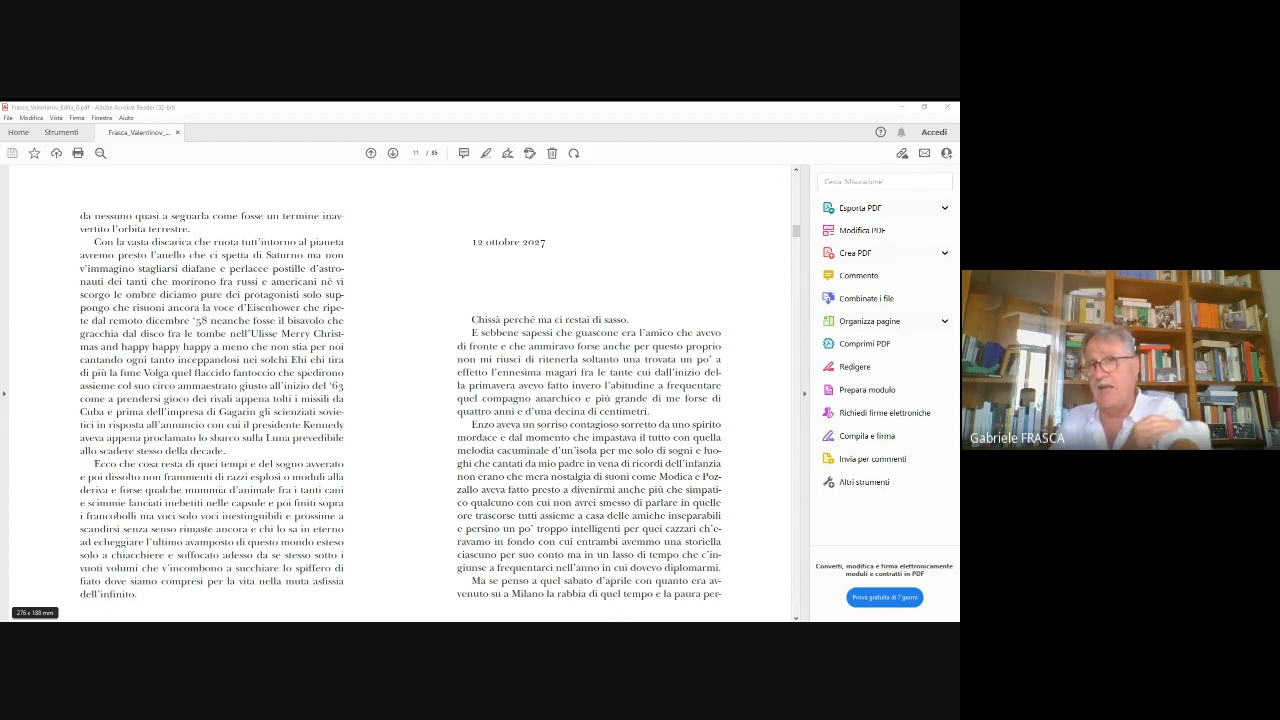 Frasca_Valentinov_Edita_0.pdf - Adobe Acrobat Reader (32-bit)
File Modifica Vista Firma Finestra Aiuto
Home Strumenti Frasca_Valentinov_... × Accedi
11 / 85
da nessuno quasi a segnarla come fosse un termine inav-
vertito l'orbita terrestre.
Con la vasta discarica che ruota tutt'intorno al pianeta
avremo presto l'anello che ci spetta di Saturno ma non
v'immagino stagliarsi diafane e perlacee postille d'astro-
nauti dei tanti che morirono fra russi e americani né vi
scorgo le ombre diciamo pure dei protagonisti solo sup-
pongo che risuoni ancora la voce d'Eisenhower che ripe-
te dal remoto dicembre '58 neanche fosse il bisavolo che
gracchia dal disco fra le tombe nell'Ulisse Merry Christ-
mas and happy happy happy a meno che non stia per noi
cantando ogni tanto inceppandosi nei solchi Ehi ehi tira
di più la fune Volga quel flaccido fantoccio che spedirono
assieme col suo circo ammaestrato giusto all'inizio del '63
come a prendersi gioco dei rivali appena tolti i missili da
Cuba e prima dell'impresa di Gagarin gli scienziati sovie-
tici in risposta all'annuncio con cui il presidente Kennedy
aveva appena proclamato lo sbarco sulla Luna prevedibile
allo scadere stesso della decade.
Ecco che cosa resta di quei tempi e del sogno avverato
e poi dissolto non frammenti di razzi esplosi o moduli alla
deriva e forse qualche mummia d'animale fra i tanti cani
e scimmie lanciati inebetiti nelle capsule e poi finiti sopra
i francobolli ma voci solo voci inestinguibili e prossime a
scandirsi senza senso rimaste ancora e chi lo sa in eterno
ad echeggiare l'ultimo avamposto di questo mondo esteso
solo a chiacchiere e soffocato adesso da se stesso sotto i
vuoti volumi che v'incombono a succhiare lo spiffero di
fiato dove siamo compresi per la vita nella muta asfissia
dell'infinito.
276 x 188 mm
12 ottobre 2027
Chissà perché ma ci restai di sasso.
E sebbene sapessi che guascone era l'amico che avevo
di fronte e che ammiravo forse anche per questo proprio
non mi riuscì di ritenerla soltanto una trovata un po' a
effetto l'ennesima magari fra le tante cui dall'inizio del-
la primavera avevo fatto invero l'abitudine a frequentare
quel compagno anarchico e più grande di me forse di
quattro anni e d'una decina di centimetri.
Enzo aveva un sorriso contagioso sorretto da uno spirito
mordace e dal momento che impastava il tutto con quella
melodia cacuminale d'un'isola per me solo di sogni e luo-
ghi che cantati da mio padre in vena di ricordi dell'infanzia
non erano che mera nostalgia di suoni come Modica e Poz-
zallo aveva fatto presto a divenirmi anche più che simpati-
co qualcuno con cui non avrei smesso di parlare in quelle
ore trascorse tutti assieme a casa delle amiche inseparabili
e persino un po' troppo intelligenti per quei cazzari ch'e-
ravamo in fondo con cui entrambi avemmo una storiella
ciascuno per suo conto ma in un lasso di tempo che c'in-
giunse a frequentarci nell'anno in cui dovevo diplomarmi.
Ma se penso a quel sabato d'aprile con quanto era av-
venuto su a Milano la rabbia di quel tempo e la paura per-
Cerca 'Misurazione'
Esporta PDF
Modifica PDF
Crea PDF
Commento
Combinate i file
Organizza pagine
Comprimi PDF
Redigere
Prepara modulo
Richiedi firme elettroniche
Compila e firma
Invia per commenti
Altri strumenti
Converti, modifica e firma elettronicamente
moduli e contratti in PDF
Prova gratuita di 7 giorni
Gabriele FRASCA